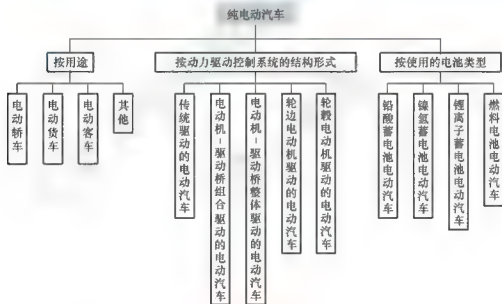 纯电动汽车
按用途
按动力驱动控制系统的结构形式
按使用的电池类型
电动轿车
电动货车
电动客车
其他
传统驱动的电动汽车
电动机-驱动桥组合驱动的电动汽车
电动机-驱动桥整体驱动的电动汽车
轮边电动机驱动的电动汽车
轮毂电动机驱动的电动汽车
铅酸蓄电池电动汽车
镍氢蓄电池电动汽车
锂离子蓄电池电动汽车
燃料电池电动汽车